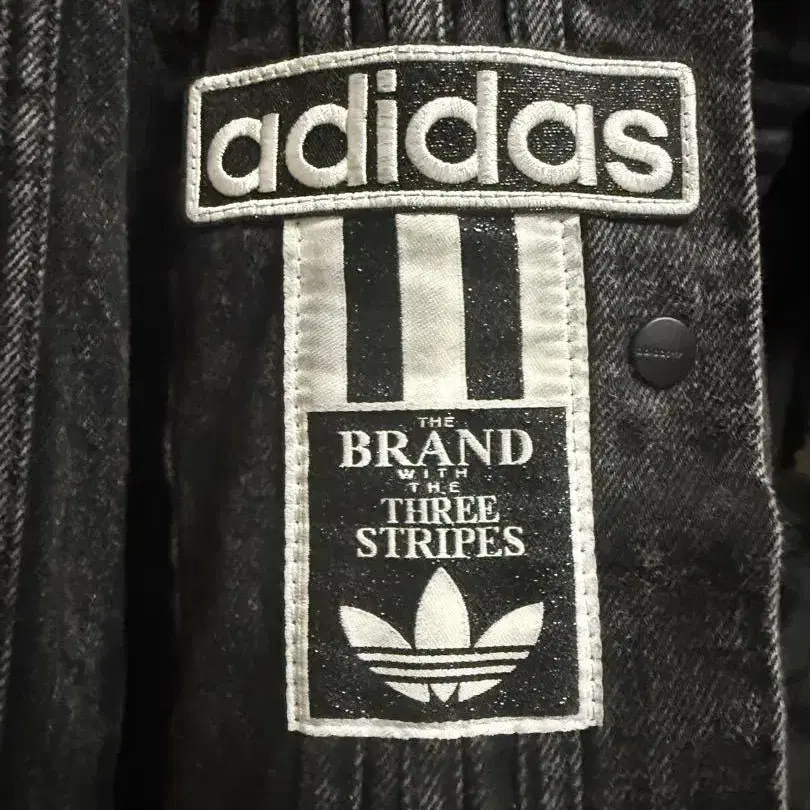 adidas
THE
BRAND
WITH
THE
THREE
STRIPES